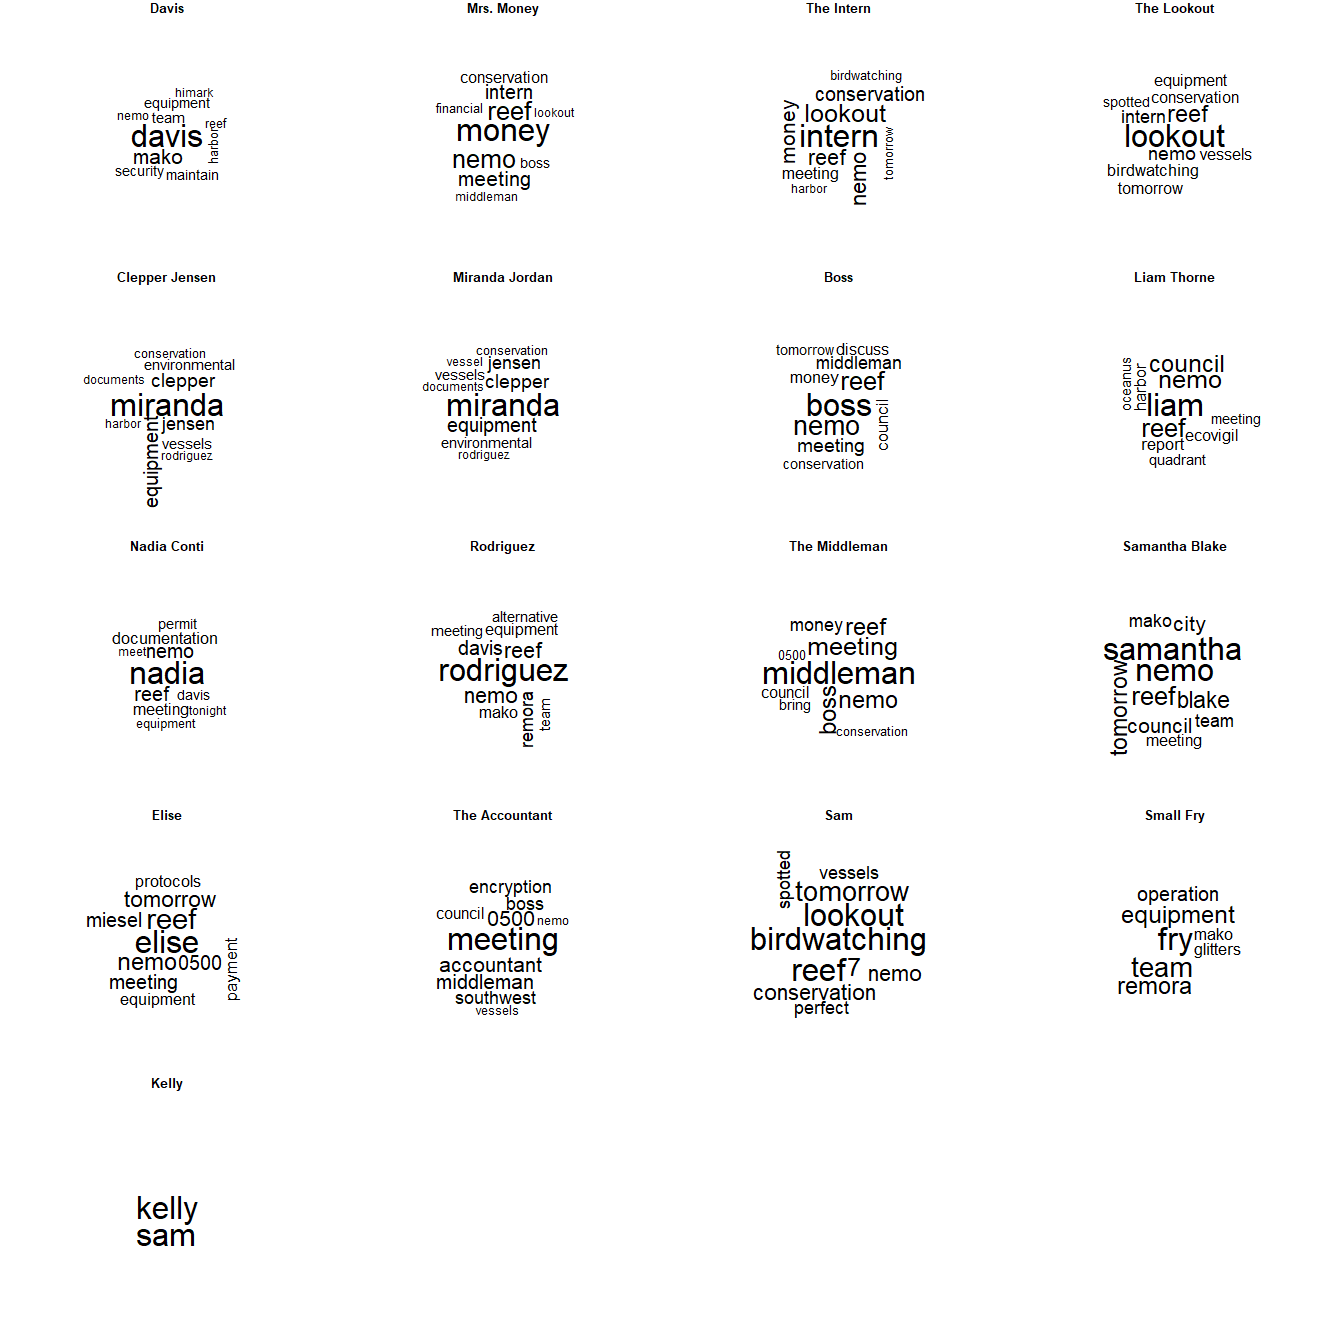 Davis
himark
equipment
nemo team
reef
davis
harbor
mako
security maintain
Mrs. Money
conservation
intern
financial reef lookout
money
nemo boss
meeting
middleman
The Intern
birdwatching
conservation
money
lookout
intern
reef
nemo
tomorrow
meeting
harbor
The Lookout
equipment
spotted conservation
intern reef
lookout
nemo vessels
birdwatching
tomorrow
Clepper Jensen
conservation
environmental
documents clepper
miranda
harbor jensen
equipment
vessels
rodriguez
Miranda Jordan
conservation
vessel jensen
vessels
documents clepper
miranda
equipment
environmental
rodriguez
Boss
tomorrow discuss
middleman
money reef
boss
nemo
council
meeting
conservation
Liam Thorne
oceanus
harbor
council
nemo
liam
meeting
reef ecovigil
report
quadrant
Nadia Conti
permit
documentation
meet nemo
nadia
reef davis
meeting tonight
equipment
Rodriguez
alternative
meeting equipment
davis reef
rodriguez
nemo
mako
remora
team
The Middleman
money reef
0500 meeting
middleman
council
bring
boss
nemo
conservation
Samantha Blake
mako city
samantha
nemo
tomorrow
reef blake
council team
meeting
Elise
protocols
tomorrow
miesel reef
elise
nemo 0500
payment
meeting
equipment
The Accountant
encryption
boss
council 0500 nemo
meeting
accountant
middleman
southwest
vessels
Sam
spotted
vessels
tomorrow
lookout
birdwatching
reef 7 nemo
conservation
perfect
Small Fry
operation
equipment
fry mako
glitters
team
remora
Kelly
kelly
sam